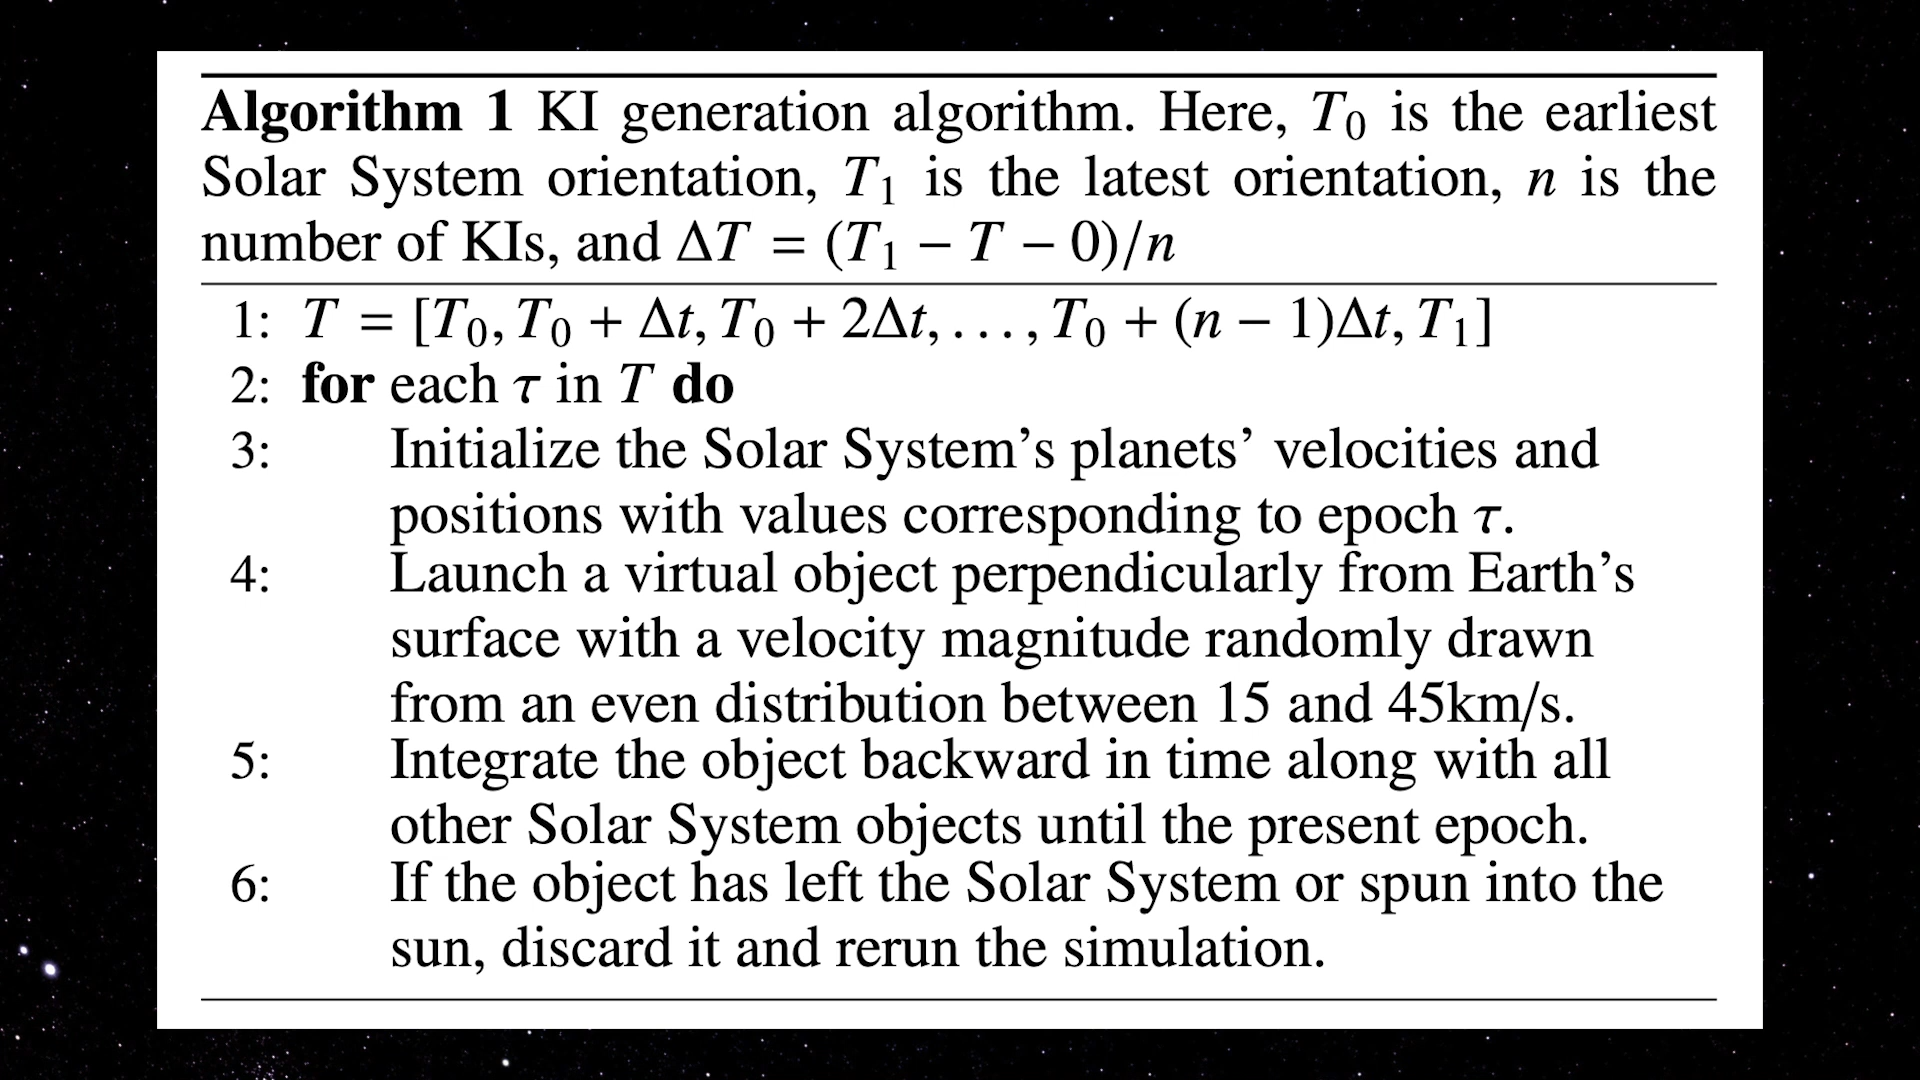 Algorithm 1 KI generation algorithm. Here, T₀ is the earliest
Solar System orientation, T₁ is the latest orientation, n is the
number of KIs, and ΔT = (T₁ − T − 0)/n
1: T = [T₀, T₀ + Δt, T₀ + 2Δt, . . . , T₀ + (n − 1)Δt, T₁]
2: for each τ in T do
3: Initialize the Solar System’s planets’ velocities and
positions with values corresponding to epoch τ.
4: Launch a virtual object perpendicularly from Earth’s
surface with a velocity magnitude randomly drawn
from an even distribution between 15 and 45km/s.
5: Integrate the object backward in time along with all
other Solar System objects until the present epoch.
6: If the object has left the Solar System or spun into the
sun, discard it and rerun the simulation.